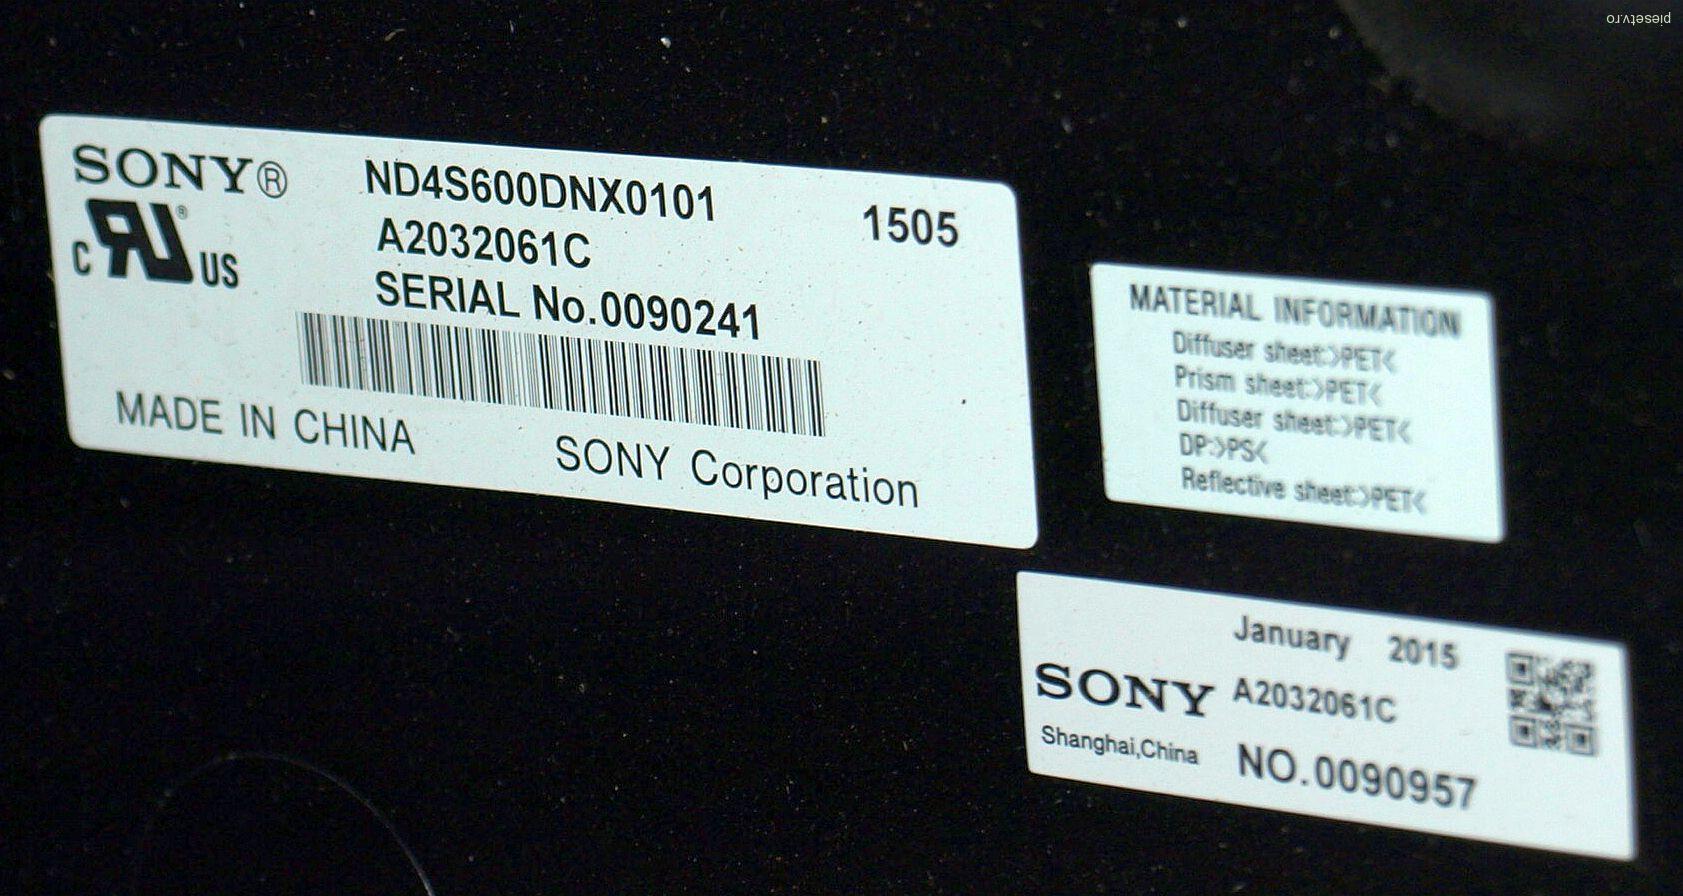 piesetv.ro
SONY®
ND4S600DNX0101
1505
A2032061C
c RU® US
SERIAL No.0090241
MADE IN CHINA
SONY Corporation
MATERIAL INFORMATION
Diffuser sheet:>PET<
Prism sheet:>PET<
Diffuser sheet:>PET<
DP:>PS<
Reflective sheet:>PET<
January 2015
SONY A2032061C
Shanghai,China
NO.0090957